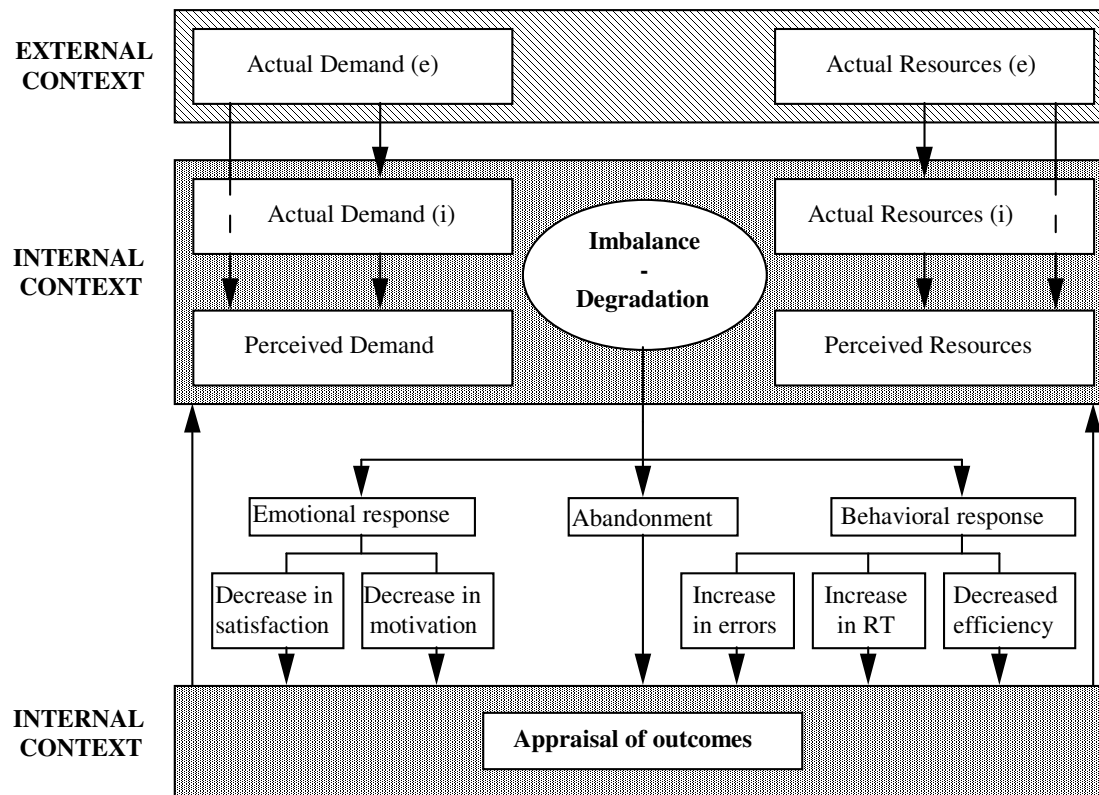 EXTERNAL
CONTEXT
Actual Demand (e)
Actual Resources (e)
INTERNAL
CONTEXT
Actual Demand (i)
Actual Resources (i)
Imbalance
-
Degradation
Perceived Demand
Perceived Resources
Emotional response
Abandonment
Behavioral response
Decrease in
satisfaction
Decrease in
motivation
Increase
in errors
Increase
in RT
Decreased
efficiency
INTERNAL
CONTEXT
Appraisal of outcomes